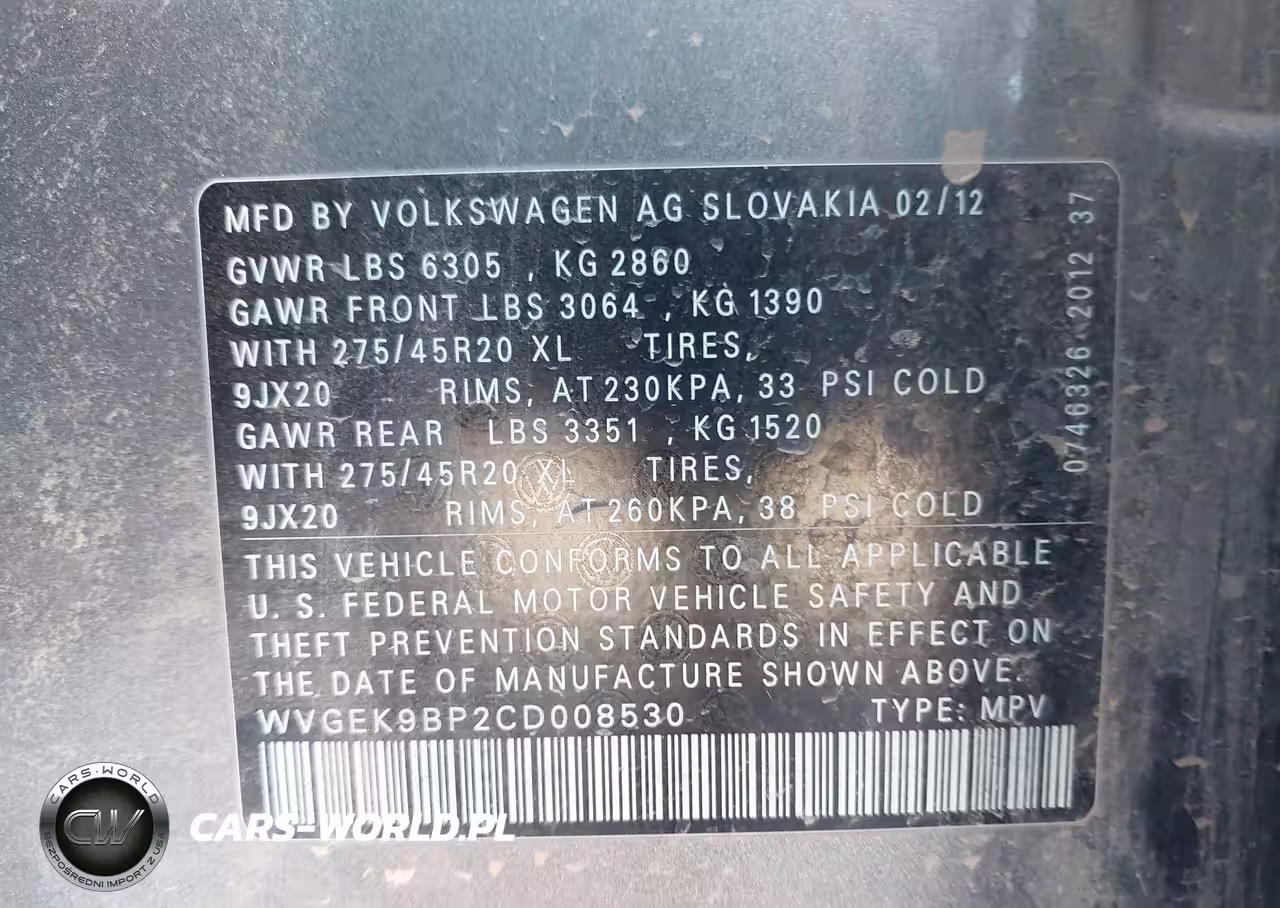 MFD BY VOLKSWAGEN AG SLOVAKIA 02/12
GVWR LBS 6305 , KG 2860
GAWR FRONT LBS 3064 , KG 1390
WITH 275/45R20 XL TIRES,
9JX20 RIMS, AT 230KPA, 33 PSI COLD
GAWR REAR LBS 3351 , KG 1520
WITH 275/45R20 XL TIRES,
9JX20 RIMS, AT 260KPA, 38 PSI COLD
THIS VEHICLE CONFORMS TO ALL APPLICABLE
U. S. FEDERAL MOTOR VEHICLE SAFETY AND
THEFT PREVENTION STANDARDS IN EFFECT ON
THE DATE OF MANUFACTURE SHOWN ABOVE.
WVGEK9BP2CD008530 TYPE: MPV
0746326 2012 37
CARS-WORLD
CW
BEZPOŚREDNI IMPORT Z USA
CARS-WORLD.PL